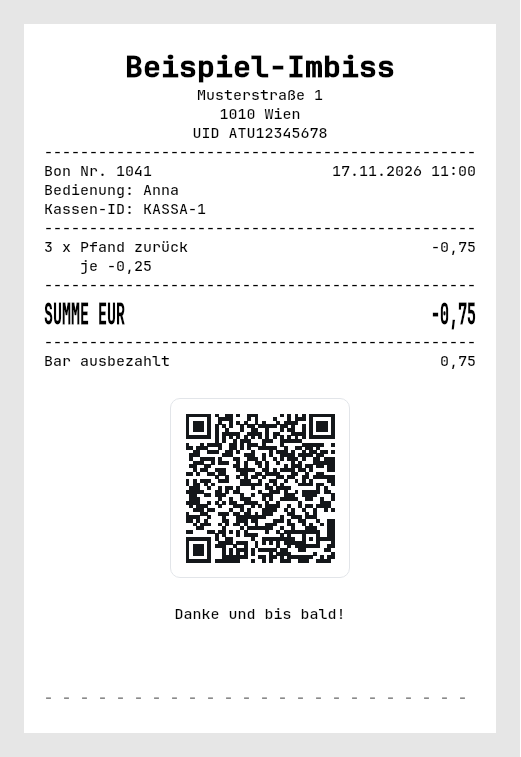 Beispiel-Imbiss
Musterstraße 1
1010 Wien
UID ATU12345678
------------------------------------------------
Bon Nr. 1041 17.11.2026 11:00
Bedienung: Anna
Kassen-ID: KASSA-1
------------------------------------------------
3 x Pfand zurück -0,75
je -0,25
------------------------------------------------
SUMME EUR -0,75
------------------------------------------------
Bar ausbezahlt 0,75
Danke und bis bald!
- - - - - - - - - - - - - - - - - - - - - - - -